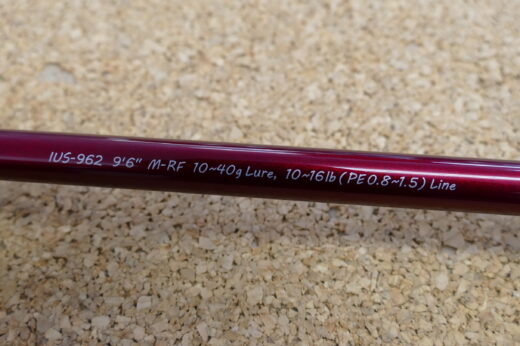 IUS-962 9'6" M-RF 10~40g Lure, 10~16lb (PE0.8~1.5) Line